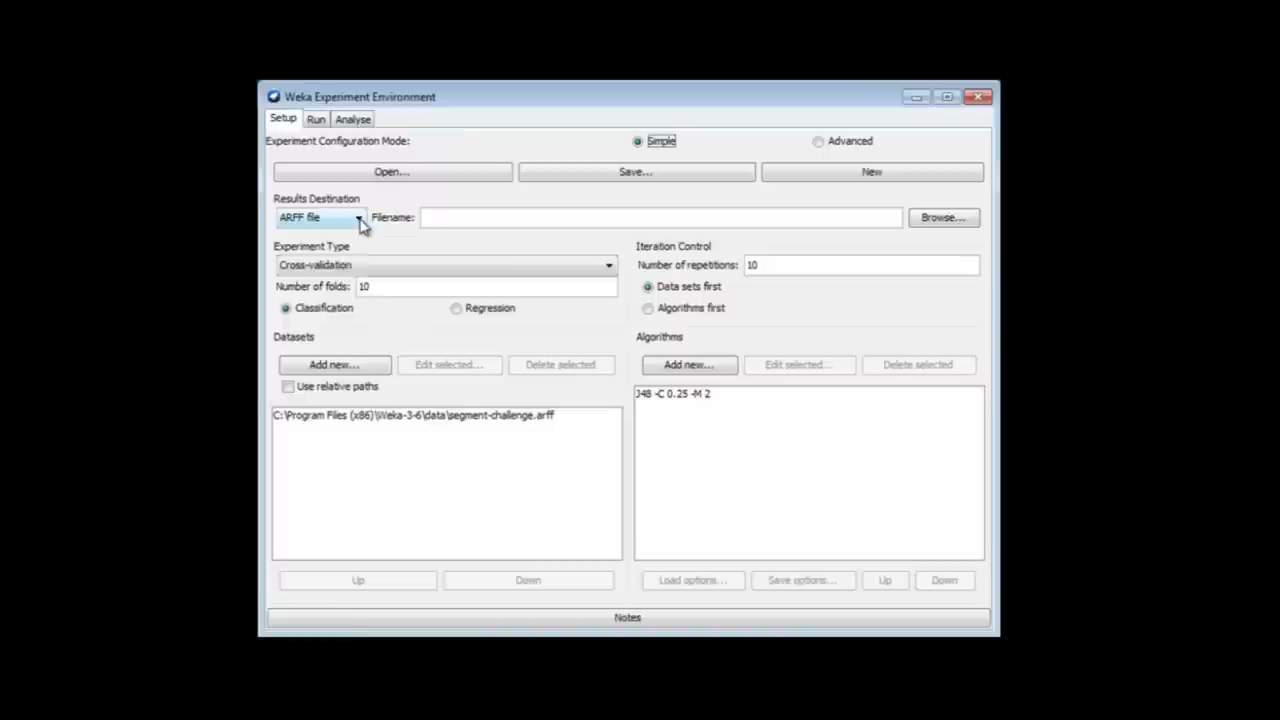 Weka Experiment Environment
Setup Run Analyse
Experiment Configuration Mode: Simple Advanced
Open... Save... New
Results Destination
ARFF file Filename: Browse...
Experiment Type Iteration Control
Cross-validation Number of repetitions: 10
Number of folds: 10 Data sets first
Classification Regression Algorithms first
Datasets Algorithms
Add new... Edit selected... Delete selected Add new... Edit selected... Delete selected
Use relative paths
J48 -C 0.25 -M 2
C:\Program Files (x86)\Weka-3-6\data\segment-challenge.arff
Up Down Load options... Save options... Up Down
Notes